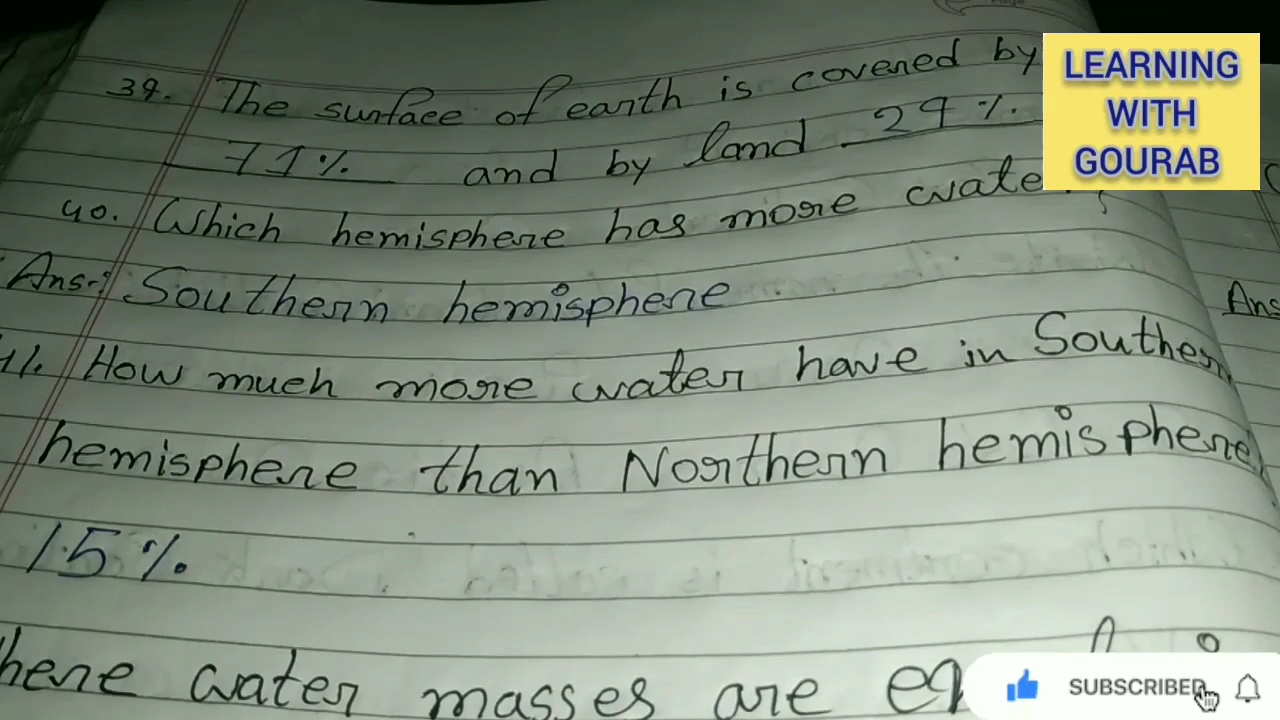 39. The surface of earth is covered by
71% and by land 29%.
40. Which hemisphere has more wate
Ans-: Southern hemisphere.
41. How much more water have in Southern
hemisphere than Northern hemisphere
15%
here water masses are
LEARNING
WITH
GOURAB
SUBSCRIBED
Ans